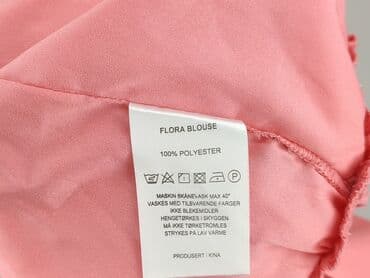 FLORA BLOUSE
100% POLYESTER
MASKIN SKÅNEVASK MAX 40°
VASKES MED TILSVARENDE FARGER
IKKE BLEKEMIDLER
HENGETØRKES I SKYGGEN
MÅ IKKE TØRKETROMLES
STRYKES PÅ LAV VARME
PRODUSERT I KINA